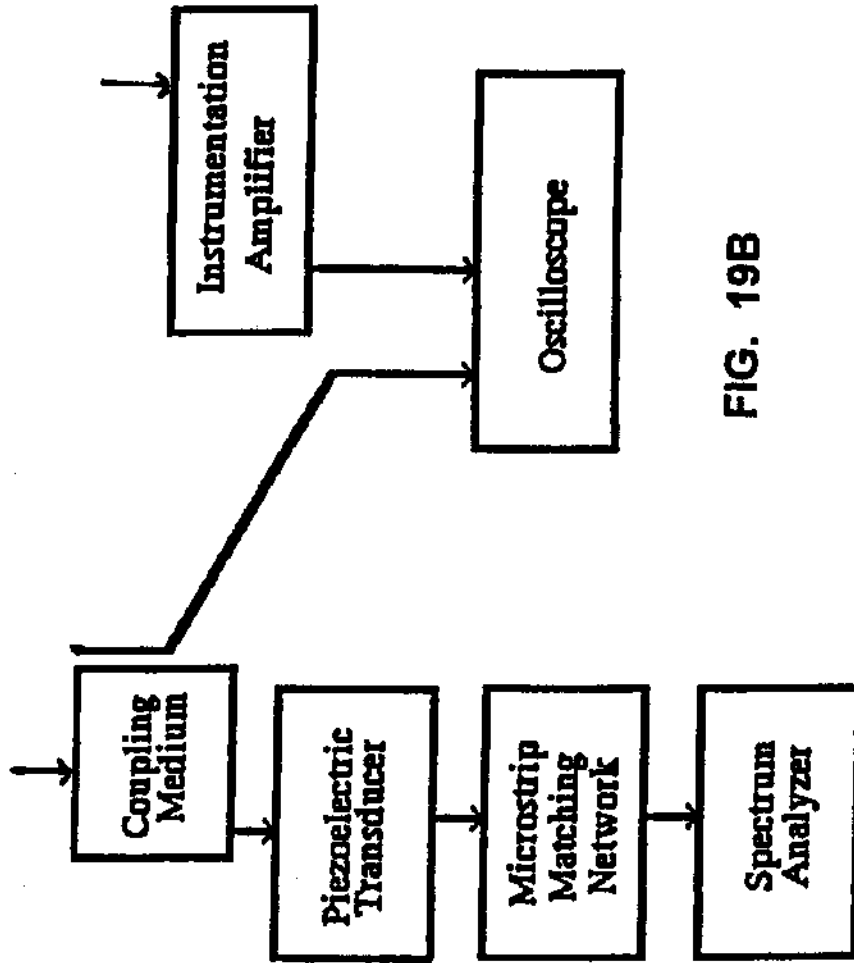 Coupling
Medium
Piezoelectric
Transducer
Microstrip
Matching
Network
Spectrum
Analyzer
Instrumentation
Amplifier
Oscilloscope
FIG. 19B